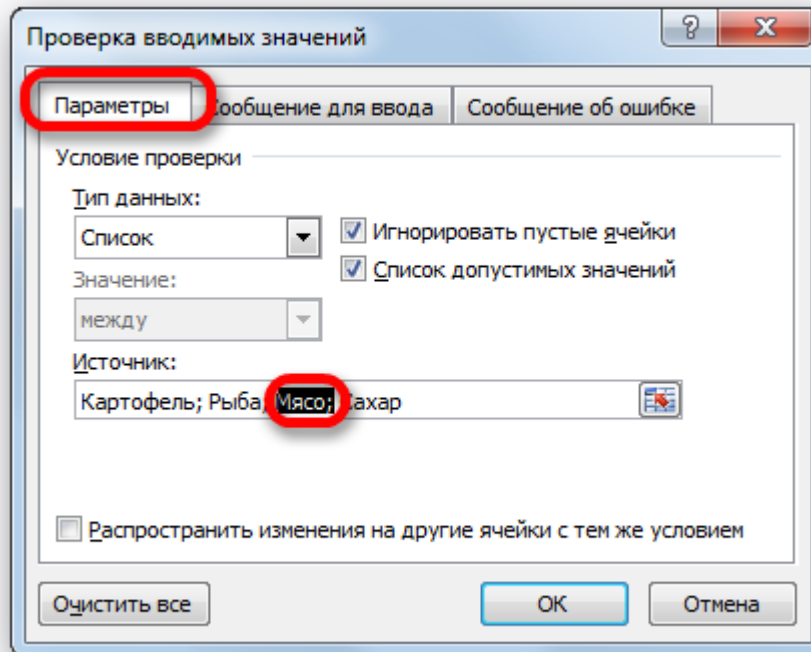 Проверка вводимых значений
Параметры Сообщение для ввода Сообщение об ошибке
Условие проверки
Тип данных:
Список
Игнорировать пустые ячейки
Значение:
Список допустимых значений
между
Источник:
Картофель; Рыба; Мясо; Сахар
Распространить изменения на другие ячейки с тем же условием
Очистить все ОК Отмена